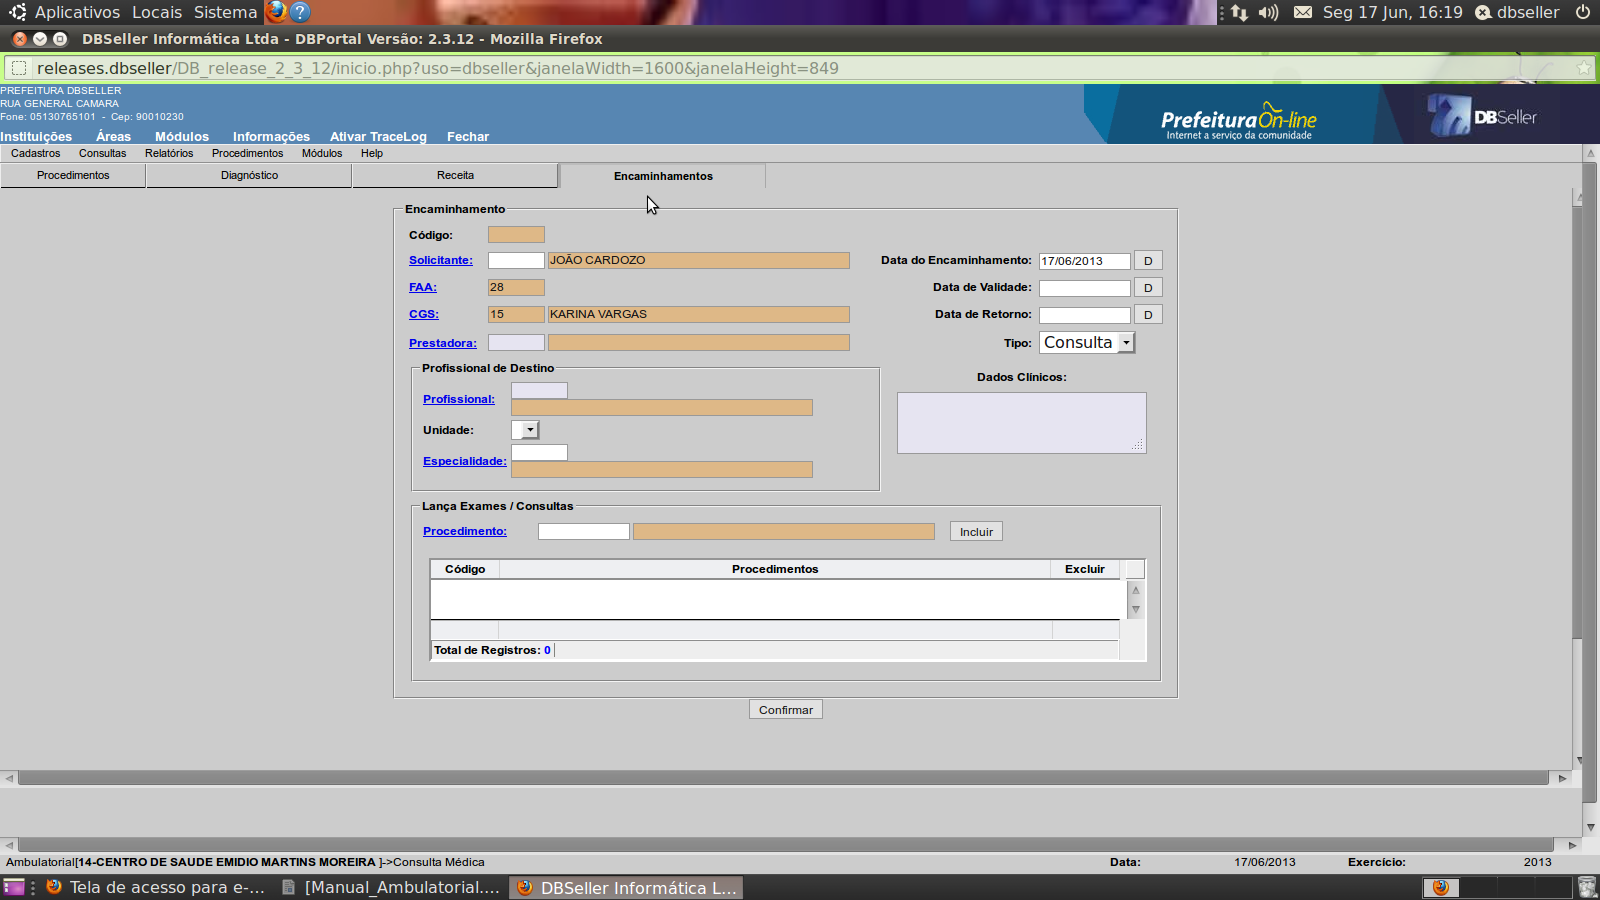 Aplicativos Locais Sistema ? Seg 17 Jun, 16:19 dbseller
DBSeller Informática Ltda - DBPortal Versão: 2.3.12 - Mozilla Firefox
releases.dbseller/DB_release_2_3_12/inicio.php?uso=dbseller&janelaWidth=1600&janelaHeight=849
PREFEITURA DBSELLER
RUA GENERAL CAMARA
Fone: 05130765101 - Cep: 90010230
Prefeitura On-line
Internet a serviço da comunidade
DBSeller
Instituições Áreas Módulos Informações Ativar TraceLog Fechar
Cadastros Consultas Relatórios Procedimentos Módulos Help
Procedimentos Diagnóstico Receita Encaminhamentos
Encaminhamento
Código:
Solicitante: JOÃO CARDOZO Data do Encaminhamento: 17/06/2013 D
FAA: 28 Data de Validade: D
CGS: 15 KARINA VARGAS Data de Retorno: D
Prestadora: Tipo: Consulta
Profissional de Destino
Dados Clínicos:
Profissional:
Unidade:
Especialidade:
Lança Exames / Consultas
Procedimento: Incluir
Código Procedimentos Excluir
Total de Registros: 0
Confirmar
Ambulatorial[14-CENTRO DE SAUDE EMIDIO MARTINS MOREIRA ]->Consulta Médica Data: 17/06/2013 Exercício: 2013
Tela de acesso para e-... [Manual_Ambulatorial.... DBSeller Informática L...